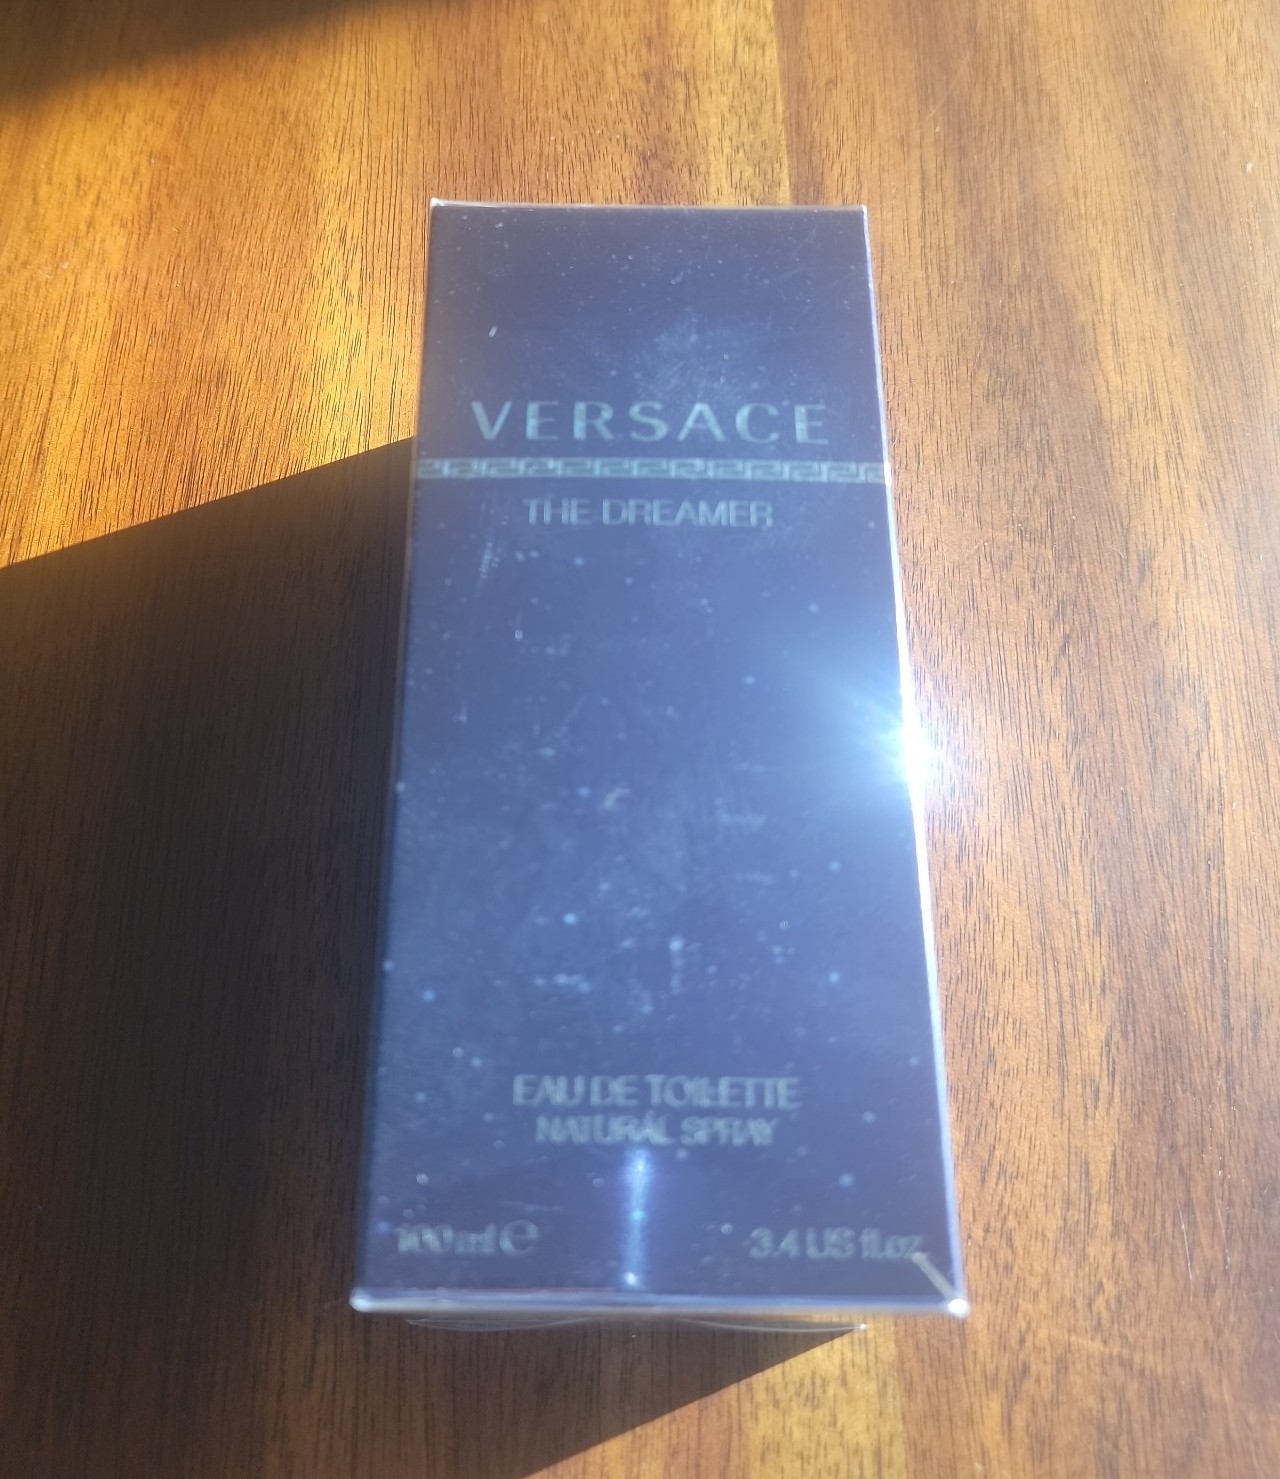 VERSACE
THE DREAMER
EAU DE TOILETTE
NATURAL SPRAY
100 ml ℮
3.4 US fl.oz.